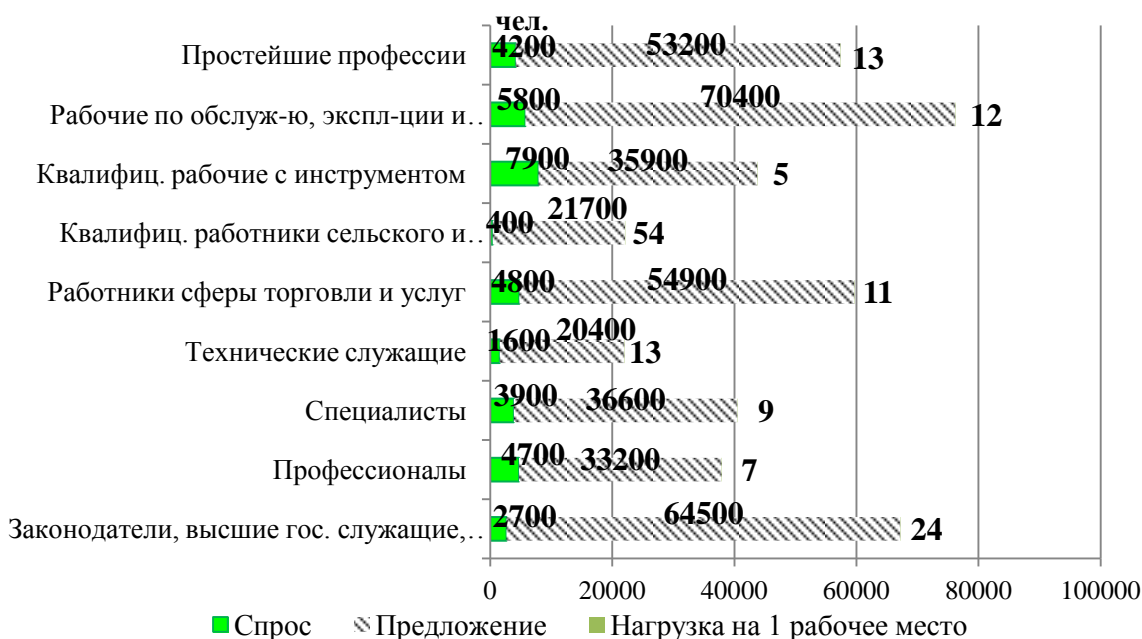 чел.
Простейшие профессии 4200 53200 13
Рабочие по обслуж-ю, экспл-ции и.. 5800 70400 12
Квалифиц. рабочие с инструментом 7900 35900 5
Квалифиц. работники сельского и.. 400 21700 54
Работники сферы торговли и услуг 4800 54900 11
Технические служащие 1600 20400 13
Специалисты 3900 36600 9
Профессионалы 4700 33200 7
Законодатели, высшие гос. служащие,.. 2700 64500 24
0 20000 40000 60000 80000 100000
Спрос Предложение Нагрузка на 1 рабочее место